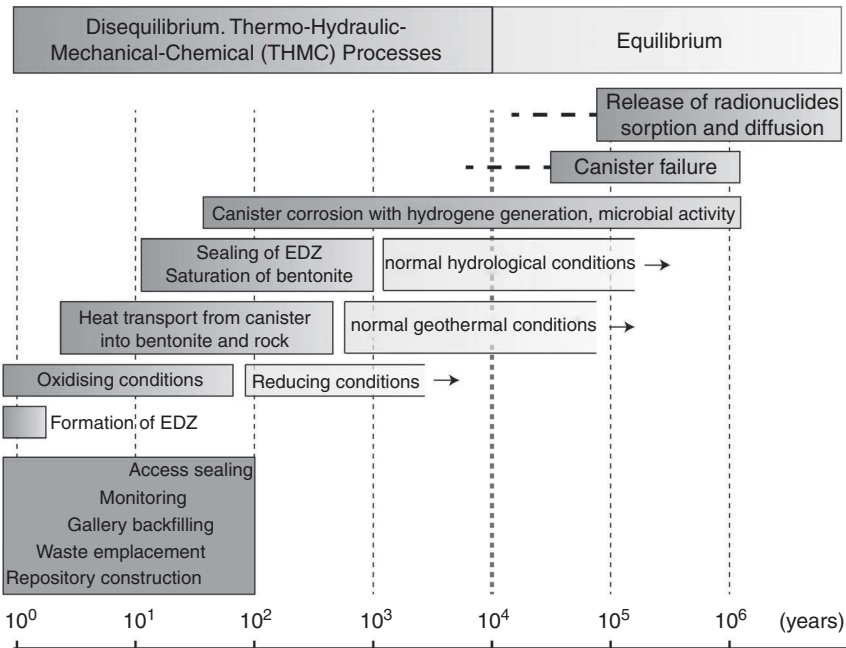 Disequilibrium. Thermo-Hydraulic-
Mechanical-Chemical (THMC) Processes
Equilibrium
Release of radionuclides
sorption and diffusion
Canister failure
Canister corrosion with hydrogene generation, microbial activity
Sealing of EDZ
Saturation of bentonite
normal hydrological conditions
Heat transport from canister
into bentonite and rock
normal geothermal conditions
Oxidising conditions
Reducing conditions
Formation of EDZ
Access sealing
Monitoring
Gallery backfilling
Waste emplacement
Repository construction
10⁰ 10¹ 10² 10³ 10⁴ 10⁵ 10⁶ (years)